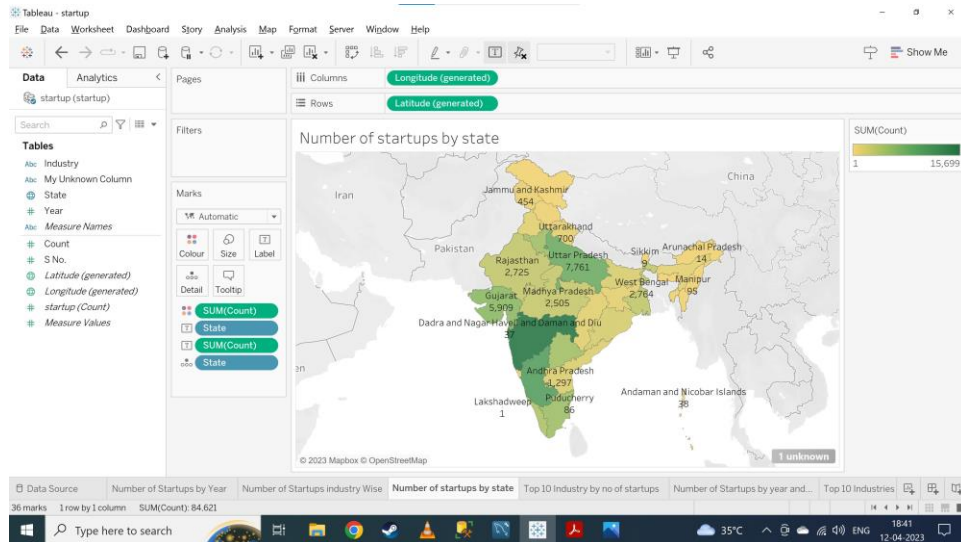 Tableau - startup
File Data Worksheet Dashboard Story Analysis Map Format Server Window Help
Show Me
Data Analytics
startup (startup)
Search
Tables
Abc Industry
Abc My Unknown Column
State
# Year
Abc Measure Names
# Count
# S No.
Latitude (generated)
Longitude (generated)
# startup (Count)
# Measure Values
Pages
Filters
Marks
Automatic
Colour Size Label
Detail Tooltip
SUM(Count)
State
SUM(Count)
State
Columns Longitude (generated)
Rows Latitude (generated)
Number of startups by state
Iran
China
Pakistan
Jammu and Kashmir
454
Uttarakhand
700
Sikkim
9
Arunachal Pradesh
14
Rajasthan
2,725
Uttar Pradesh
7,761
West Bengal
2,764
Manipur
95
Gujarat
5,909
Madhya Pradesh
2,505
Dadra and Nagar Haveli and Daman and Diu
37
Andhra Pradesh
1,297
Andaman and Nicobar Islands
38
Lakshadweep
1
Puducherry
86
© 2023 Mapbox © OpenStreetMap
1 unknown
SUM(Count)
1 15,699
Data Source Number of Startups by Year Number of Startups industry Wise Number of startups by state Top 10 Industry by no of startups Number of Startups by year and... Top 10 Industries
36 marks 1 row by 1 column SUM(Count): 84,621
Type here to search
35°C
ENG
18:41
12-04-2023